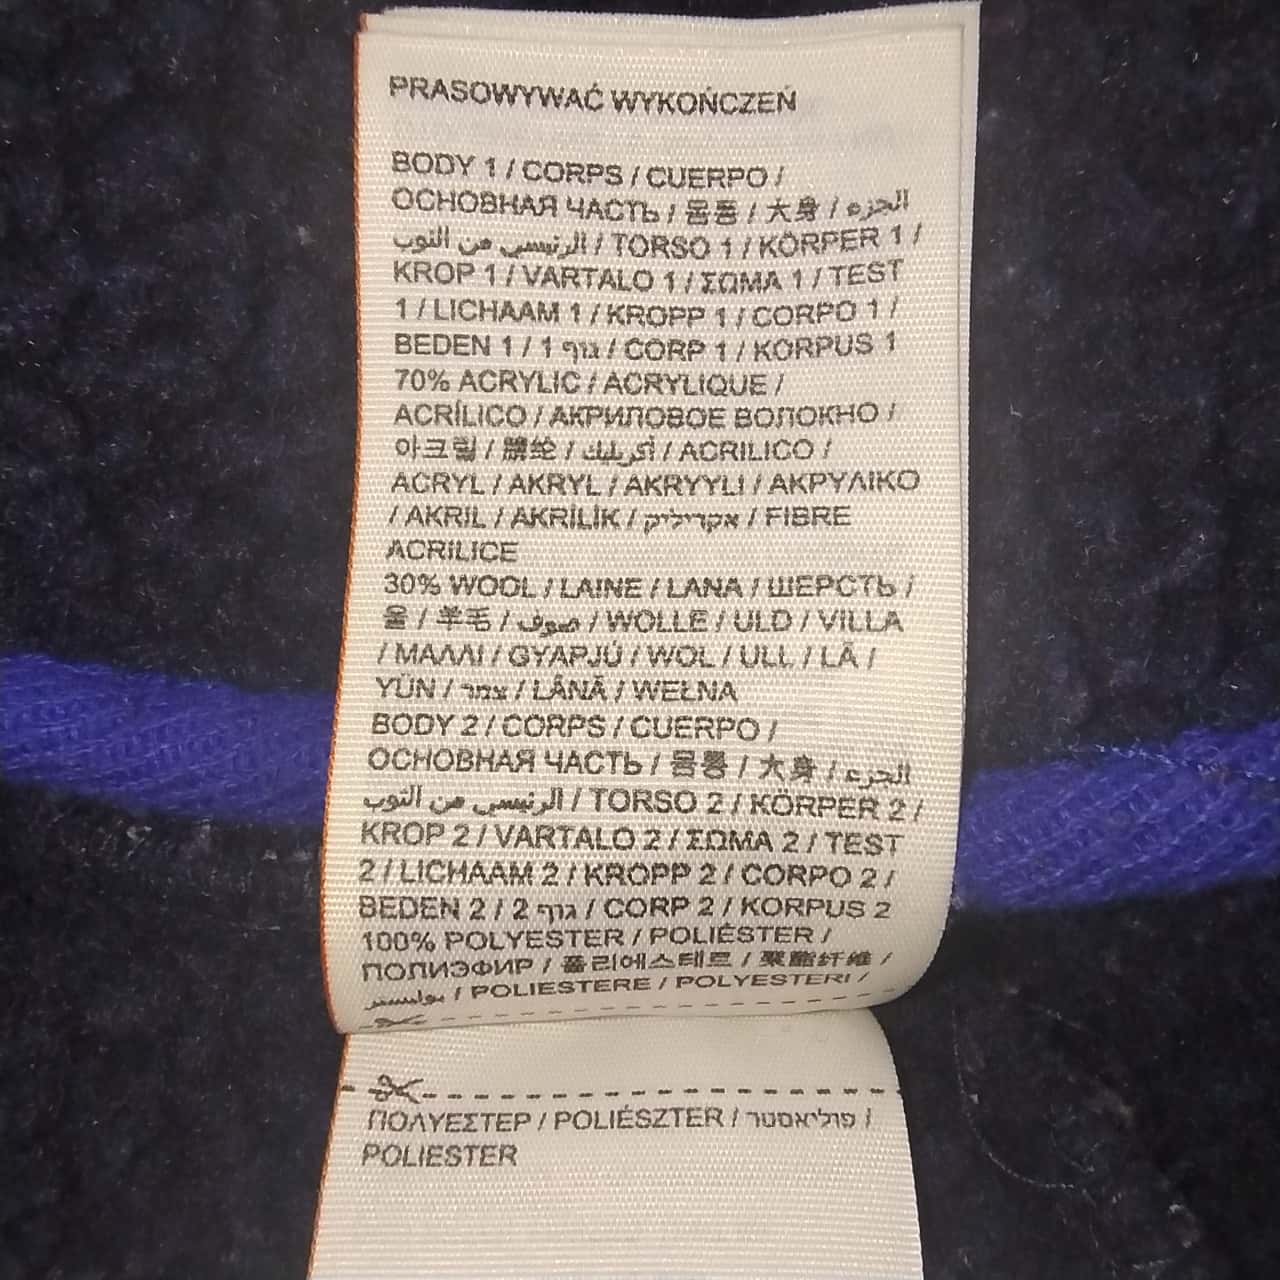 PRASOWYWAĆ WYKOŃCZEŃ
BODY 1 / CORPS / CUERPO /
ОСНОВНАЯ ЧАСТЬ / 몸통 / 大身 / الجزء
الرئيسي من الثوب / TORSO 1 / KÖRPER 1 /
KROP 1 / VARTALO 1 / ΣΩΜΑ 1 / TEST
1 / LICHAAM 1 / KROPP 1 / CORPO 1 /
BEDEN 1 / 1 גוף / CORP 1 / KORPUS 1
70% ACRYLIC / ACRYLIQUE /
ACRÍLICO / АКРИЛОВОЕ ВОЛОКНО /
아크릴 / 腈纶 / أكريليك / ACRILICO /
ACRYL / AKRYL / AKRYYLI / ΑΚΡΥΛΙΚΟ
/ AKRIL / AKRİLİK / אקריליק / FIBRE
ACRILICE
30% WOOL / LAINE / LANA / ШЕРСТЬ /
울 / 羊毛 / صوف / WOLLE / ULD / VILLA
/ ΜΑΛΛΙ / GYAPJÚ / WOL / ULL / LÃ /
YÜN / צמר / LÂNĂ / WEŁNA
BODY 2 / CORPS / CUERPO /
ОСНОВНАЯ ЧАСТЬ / 몸통 / 大身 / الجزء
الرئيسي من الثوب / TORSO 2 / KÖRPER 2 /
KROP 2 / VARTALO 2 / ΣΩΜΑ 2 / TEST
2 / LICHAAM 2 / KROPP 2 / CORPO 2 /
BEDEN 2 / 2 גוף / CORP 2 / KORPUS 2
100% POLYESTER / POLIÉSTER /
ПОЛИЭФИР / 폴리에스테르 / 聚酯纤维 /
بوليستر / POLIESTERE / POLYESTERI /
ΠΟΛΥΕΣΤΕΡ / POLIÉSZTER / פוליאסטר /
POLIESTER